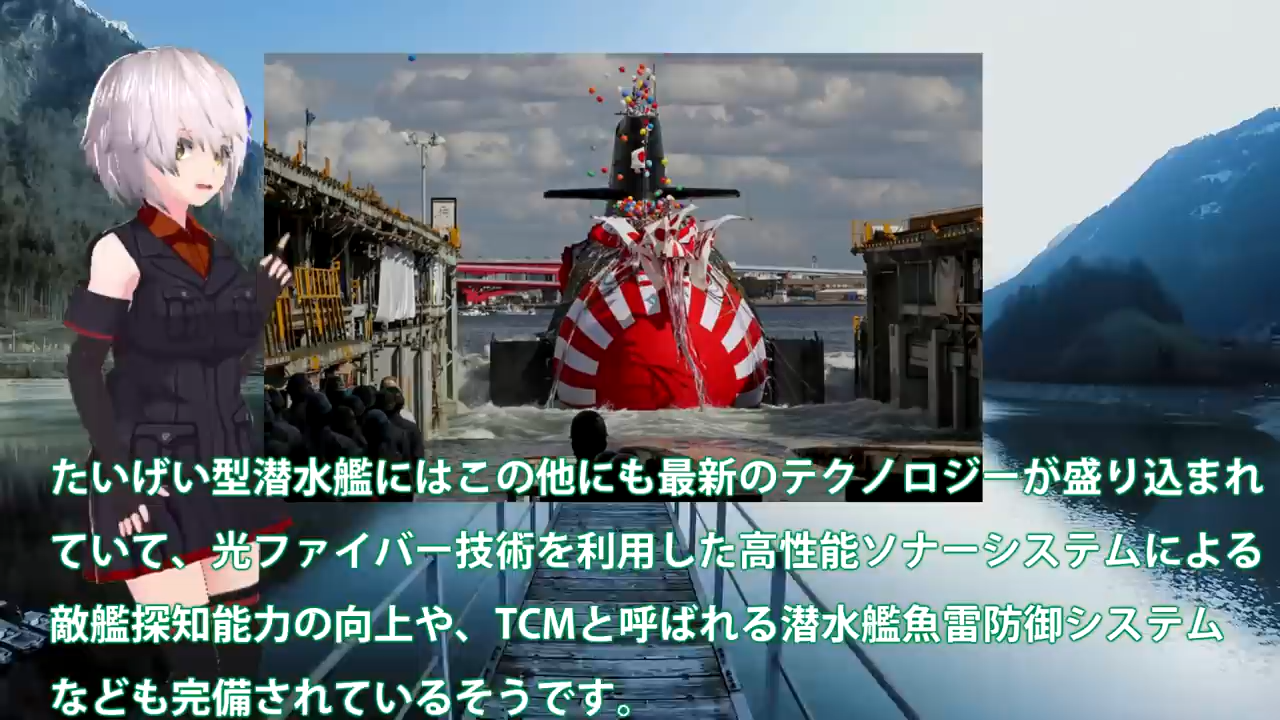 たいげい型潜水艦にはこの他にも最新のテクノロジーが盛り込まれ
ていて、光ファイバー技術を利用した高性能ソナーシステムによる
敵艦探知能力の向上や、TCMと呼ばれる潜水艦魚雷防御システム
なども完備されているそうです。